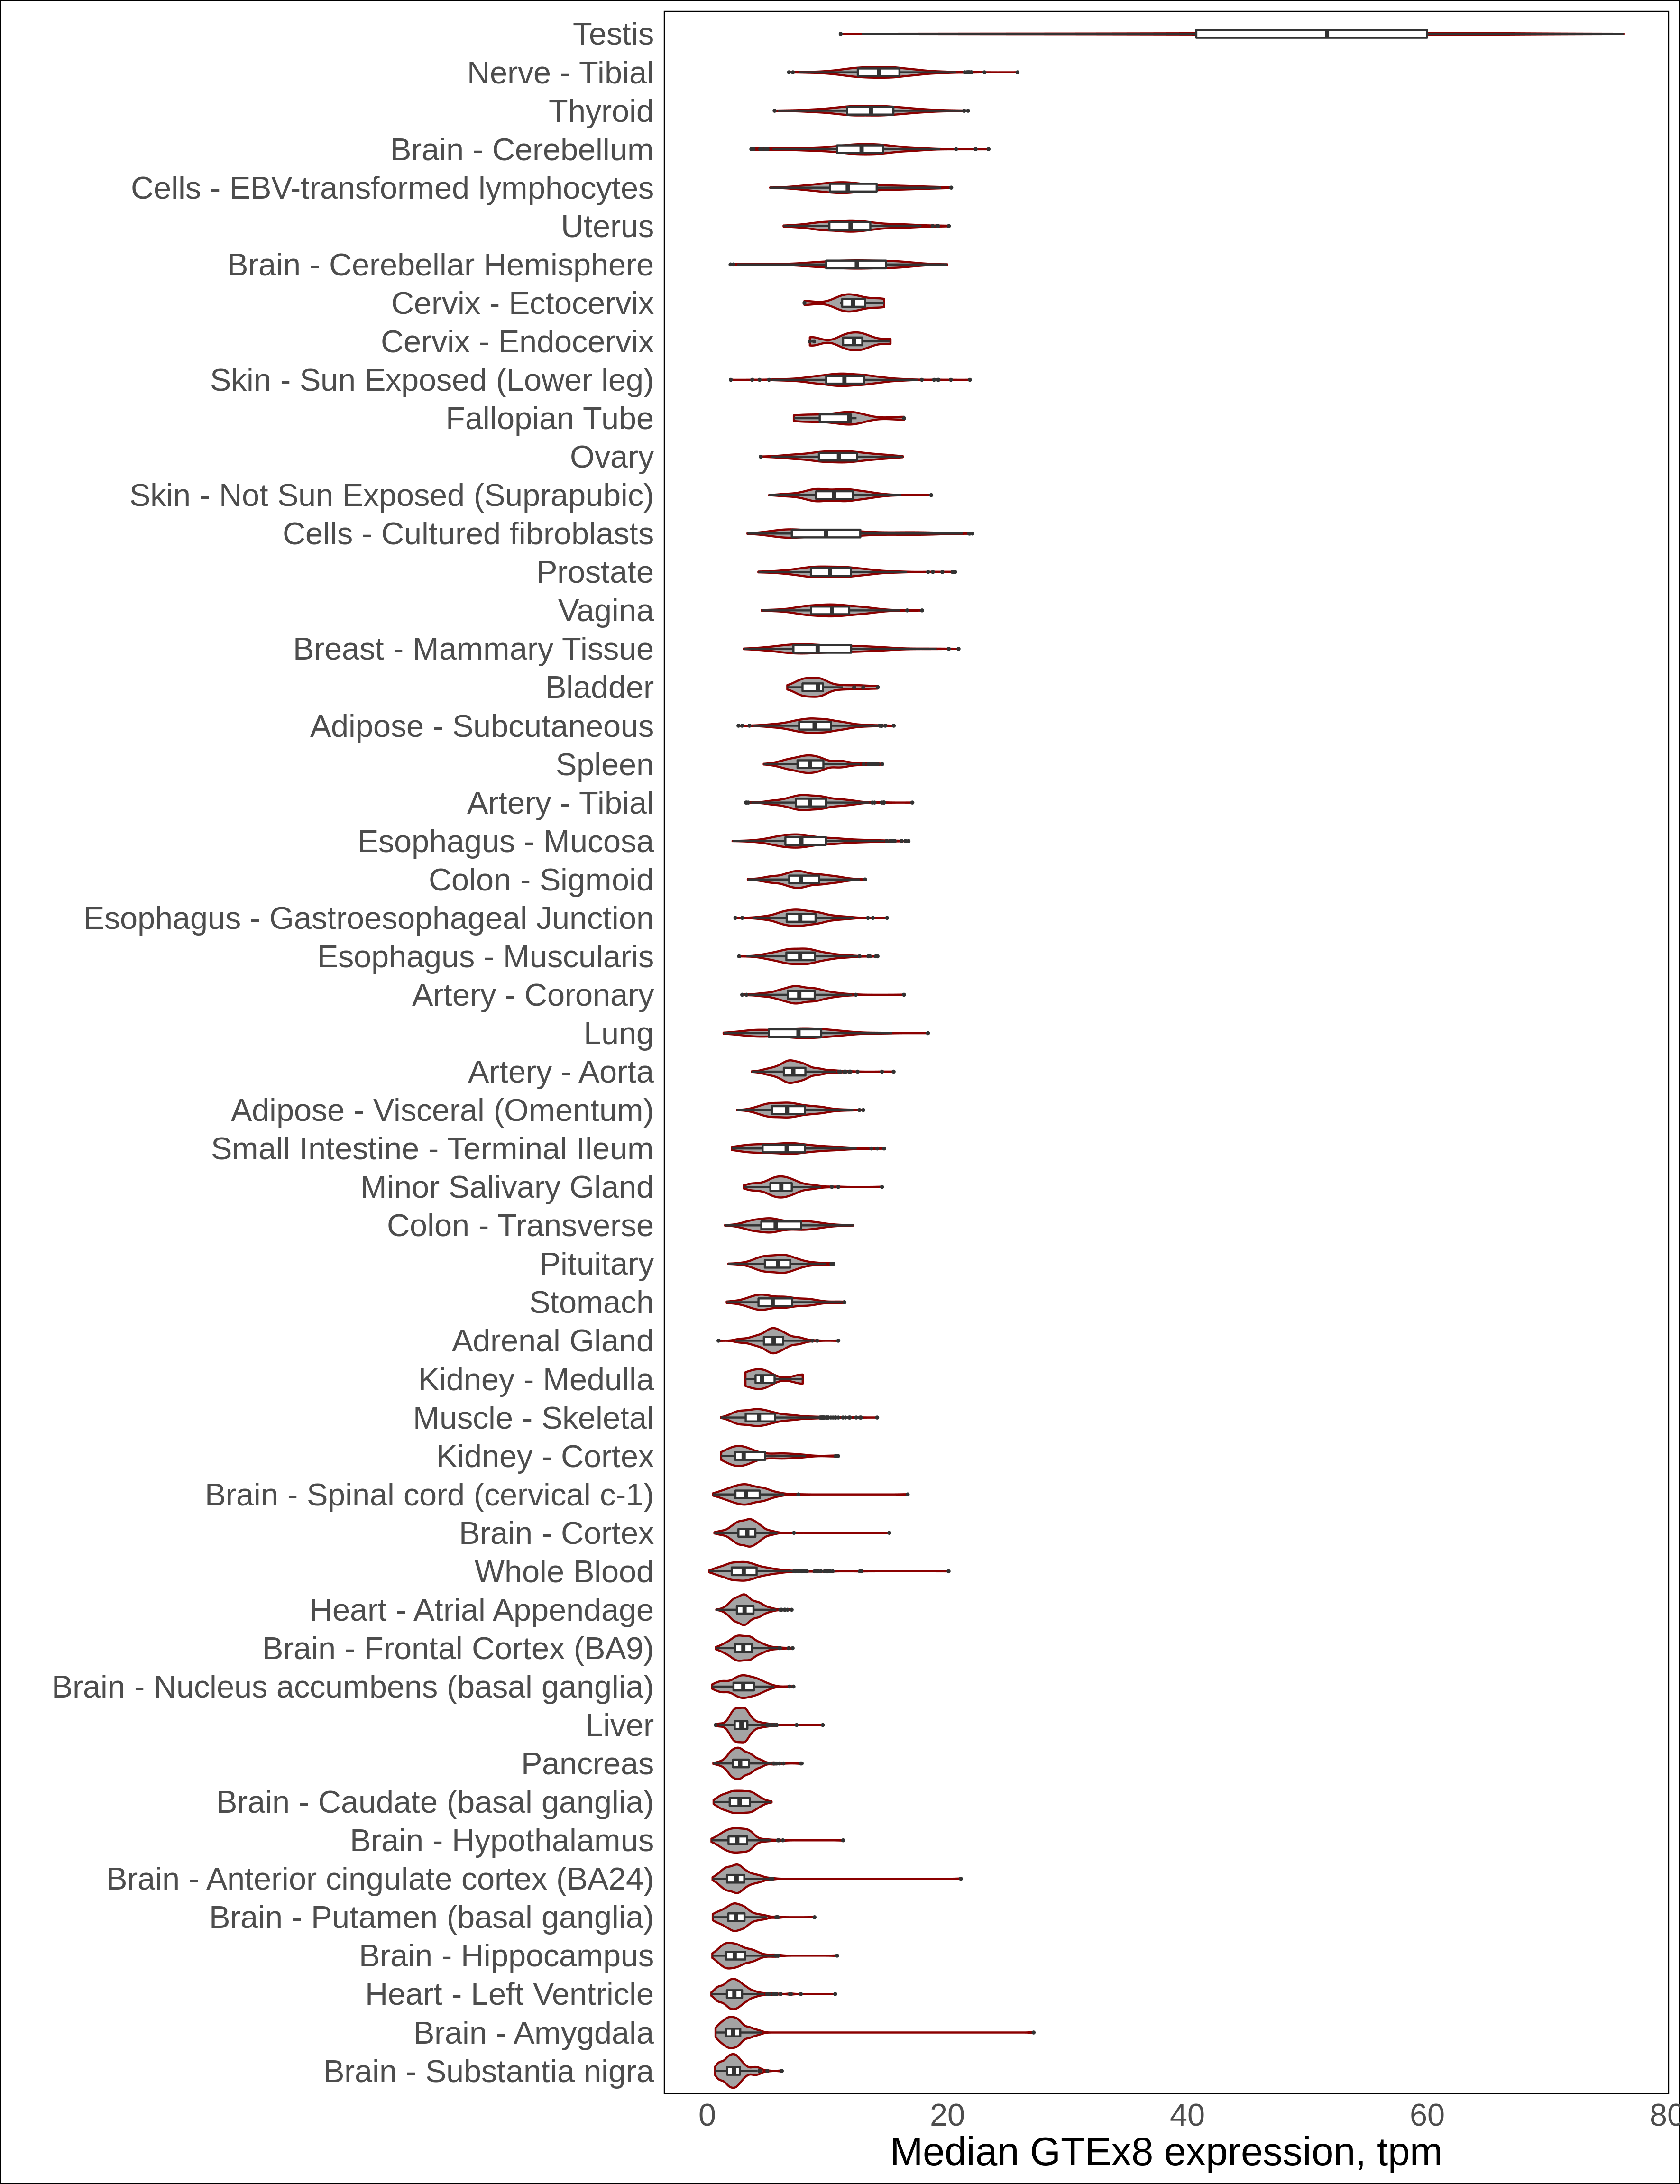 Testis
Nerve - Tibial
Thyroid
Brain - Cerebellum
Cells - EBV-transformed lymphocytes
Uterus
Brain - Cerebellar Hemisphere
Cervix - Ectocervix
Cervix - Endocervix
Skin - Sun Exposed (Lower leg)
Fallopian Tube
Ovary
Skin - Not Sun Exposed (Suprapubic)
Cells - Cultured fibroblasts
Prostate
Vagina
Breast - Mammary Tissue
Bladder
Adipose - Subcutaneous
Spleen
Artery - Tibial
Esophagus - Mucosa
Colon - Sigmoid
Esophagus - Gastroesophageal Junction
Esophagus - Muscularis
Artery - Coronary
Lung
Artery - Aorta
Adipose - Visceral (Omentum)
Small Intestine - Terminal Ileum
Minor Salivary Gland
Colon - Transverse
Pituitary
Stomach
Adrenal Gland
Kidney - Medulla
Muscle - Skeletal
Kidney - Cortex
Brain - Spinal cord (cervical c-1)
Brain - Cortex
Whole Blood
Heart - Atrial Appendage
Brain - Frontal Cortex (BA9)
Brain - Nucleus accumbens (basal ganglia)
Liver
Pancreas
Brain - Caudate (basal ganglia)
Brain - Hypothalamus
Brain - Anterior cingulate cortex (BA24)
Brain - Putamen (basal ganglia)
Brain - Hippocampus
Heart - Left Ventricle
Brain - Amygdala
Brain - Substantia nigra
0 20 40 60 80
Median GTEx8 expression, tpm